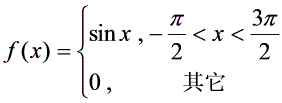 f(x) = { sin x , -π/2 < x < 3π/2
0 , 其它